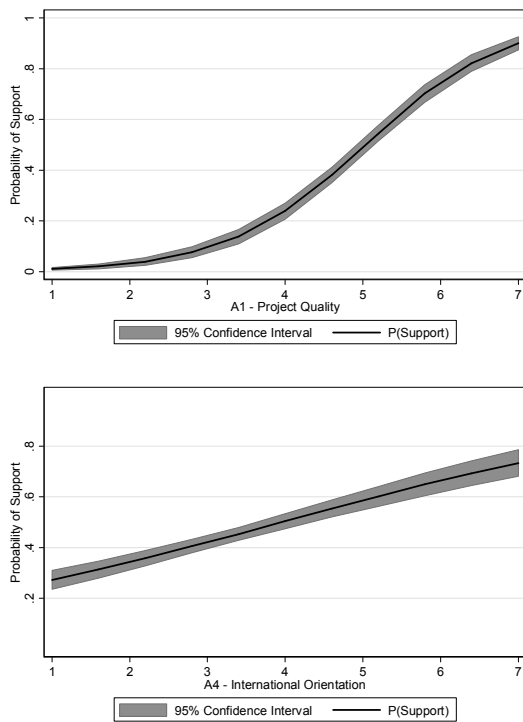 1
.8
.6
.4
.2
0
Probability of Support
1 2 3 4 5 6 7
A1 - Project Quality
95% Confidence Interval P(Support)
.8
.6
.4
.2
Probability of Support
1 2 3 4 5 6 7
A4 - International Orientation
95% Confidence Interval P(Support)